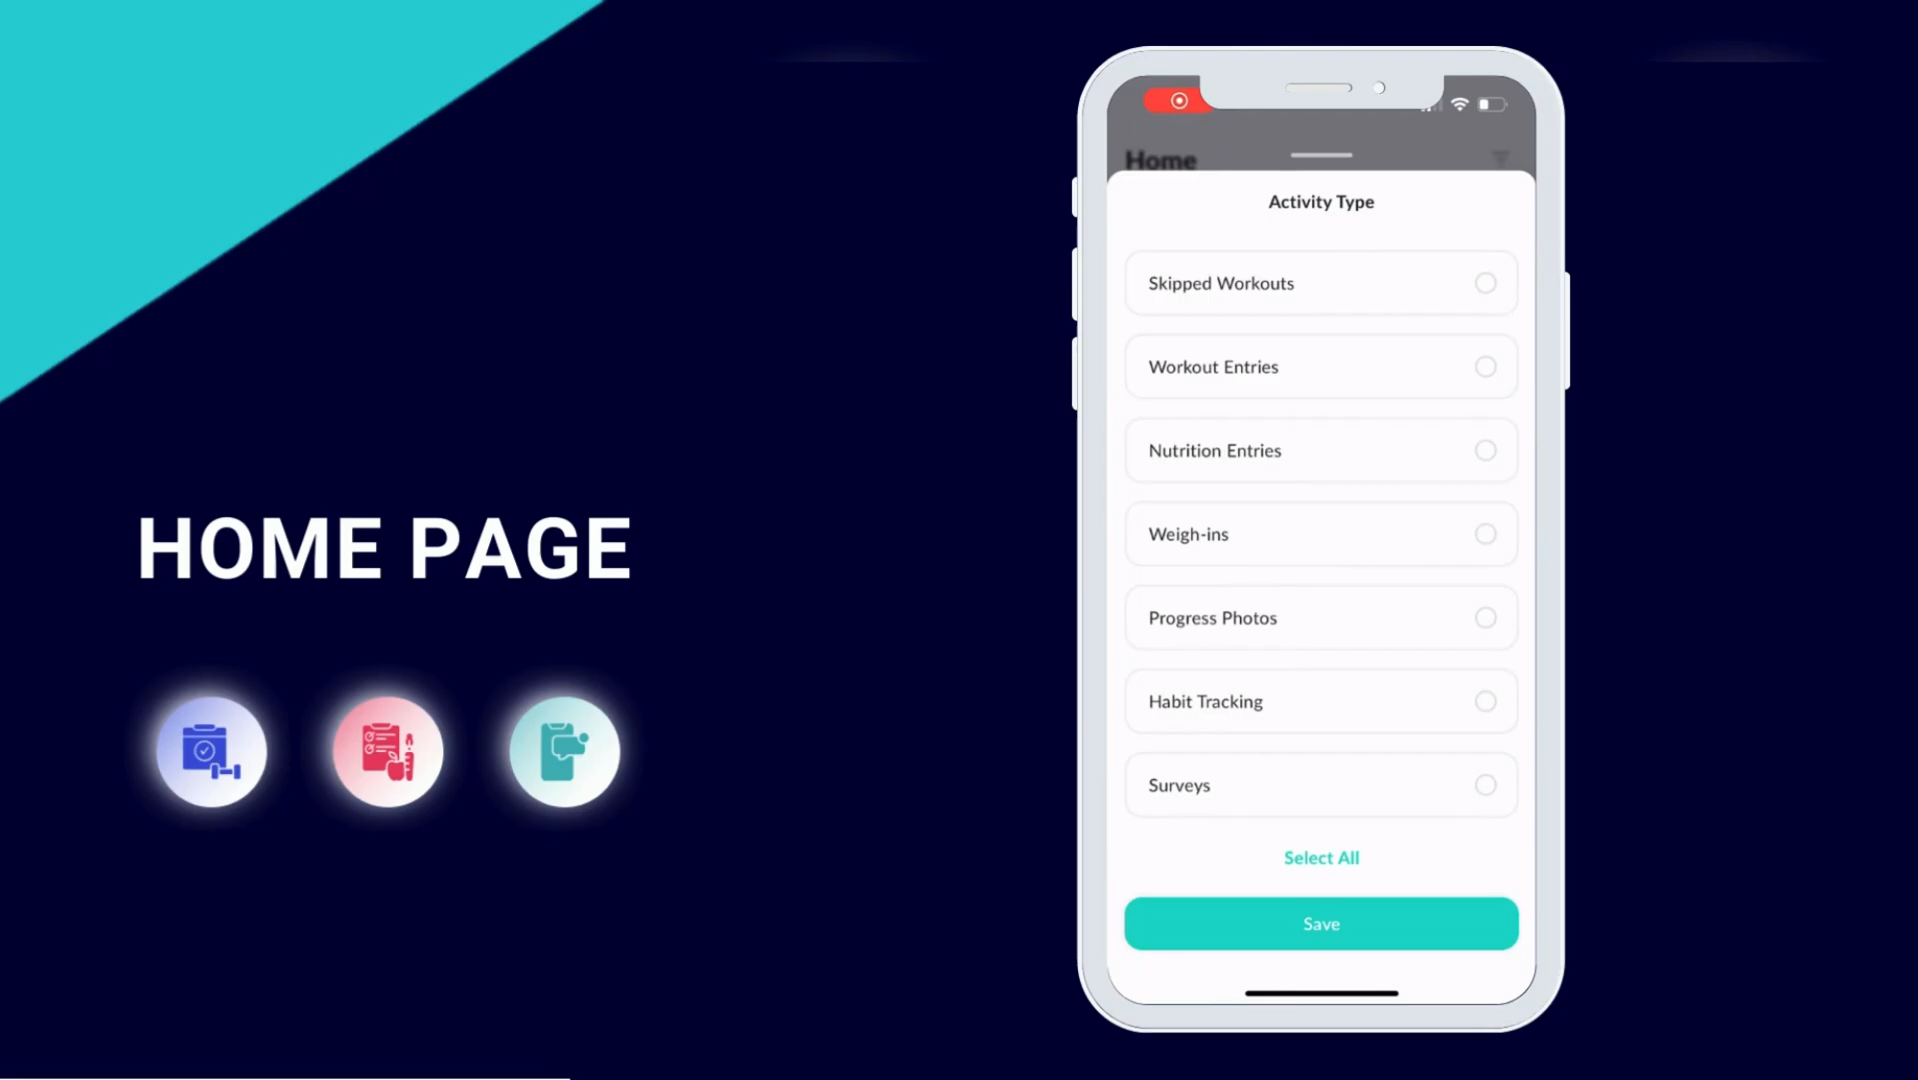 HOME PAGE
Home
Activity Type
Skipped Workouts
Workout Entries
Nutrition Entries
Weigh-ins
Progress Photos
Habit Tracking
Surveys
Select All
Save